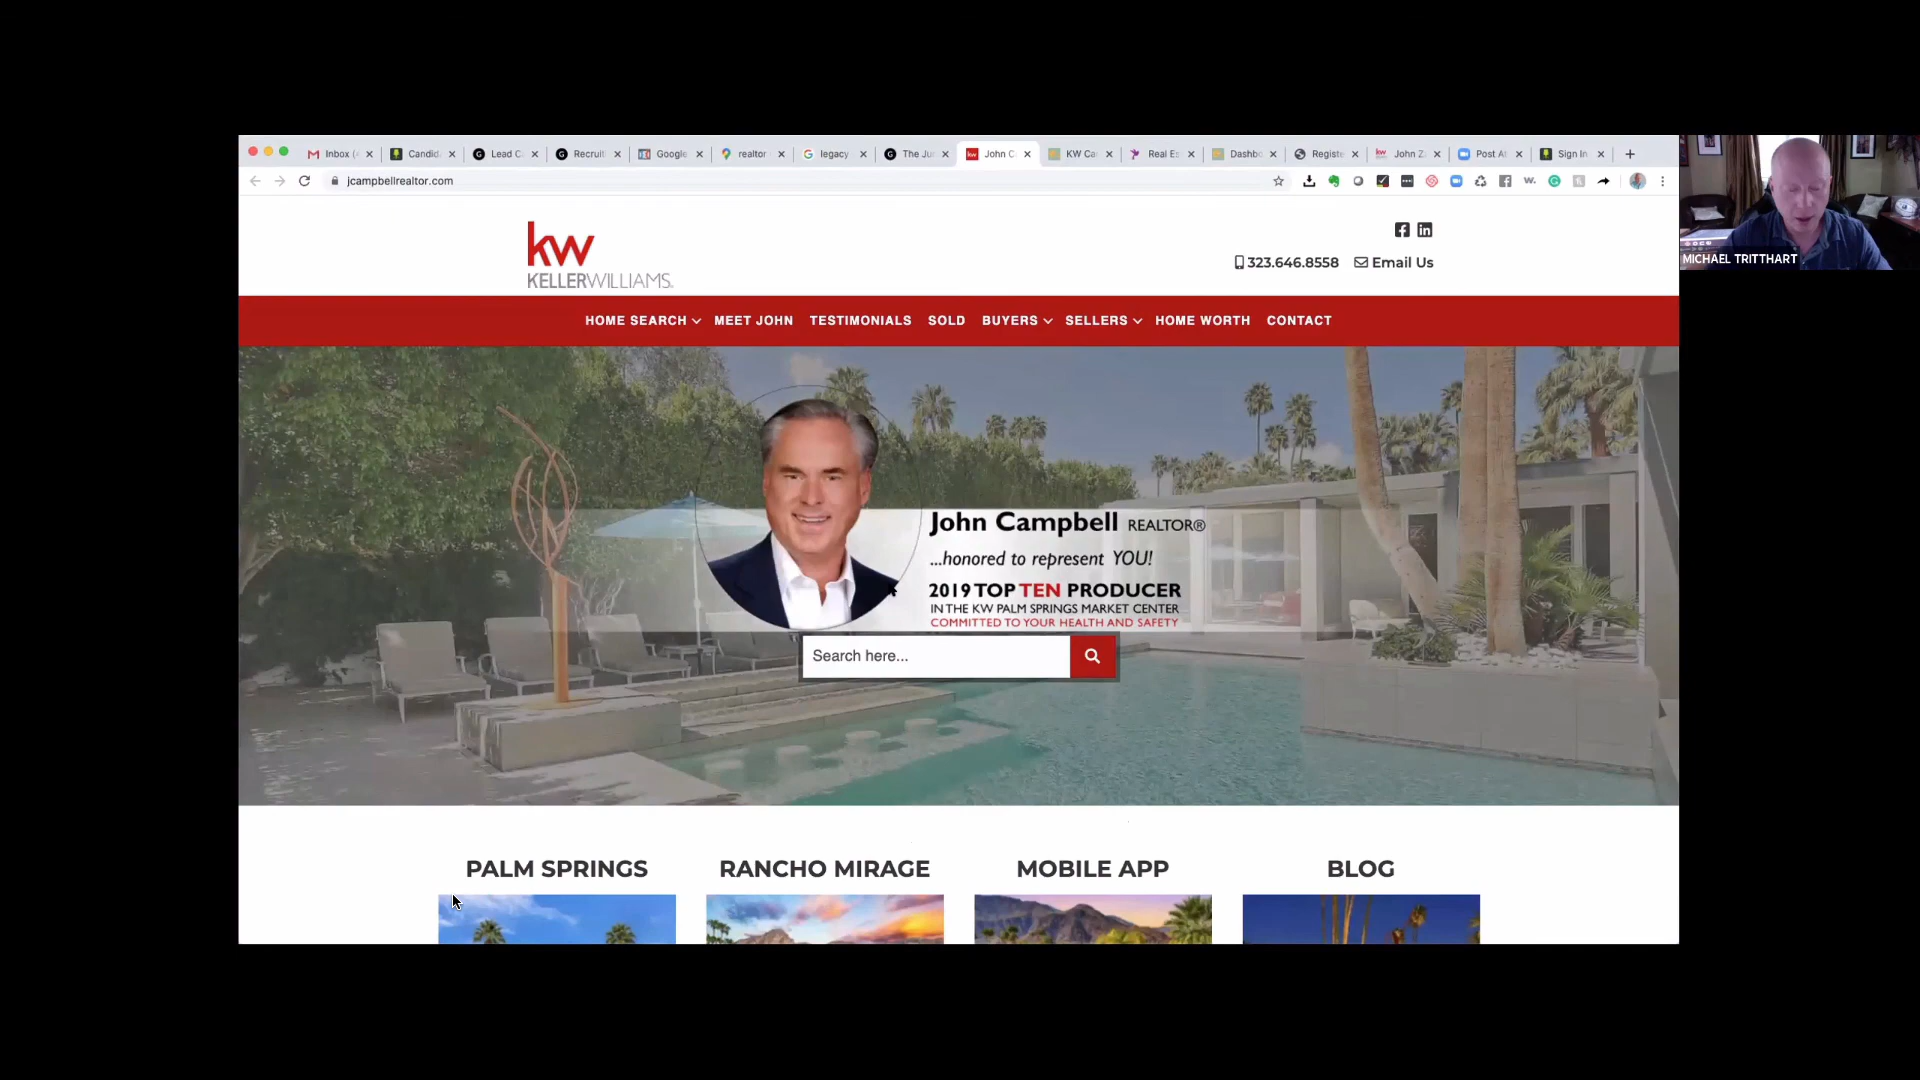 Inbox (
Candid
Lead C
Recruit
Google
realtor
legacy
The Ju
John C
KW Ca
Real Es
Dashb
Registe
John Z
Post At
Sign In
jcampbellrealtor.com
MICHAEL TRITTHART
kw
KELLERWILLIAMS.
323.646.8558
Email Us
HOME SEARCH
MEET JOHN
TESTIMONIALS
SOLD
BUYERS
SELLERS
HOME WORTH
CONTACT
John Campbell REALTOR®
...honored to represent YOU!
2019 TOP TEN PRODUCER
IN THE KW PALM SPRINGS MARKET CENTER
COMMITTED TO YOUR HEALTH AND SAFETY
Search here...
PALM SPRINGS
RANCHO MIRAGE
MOBILE APP
BLOG